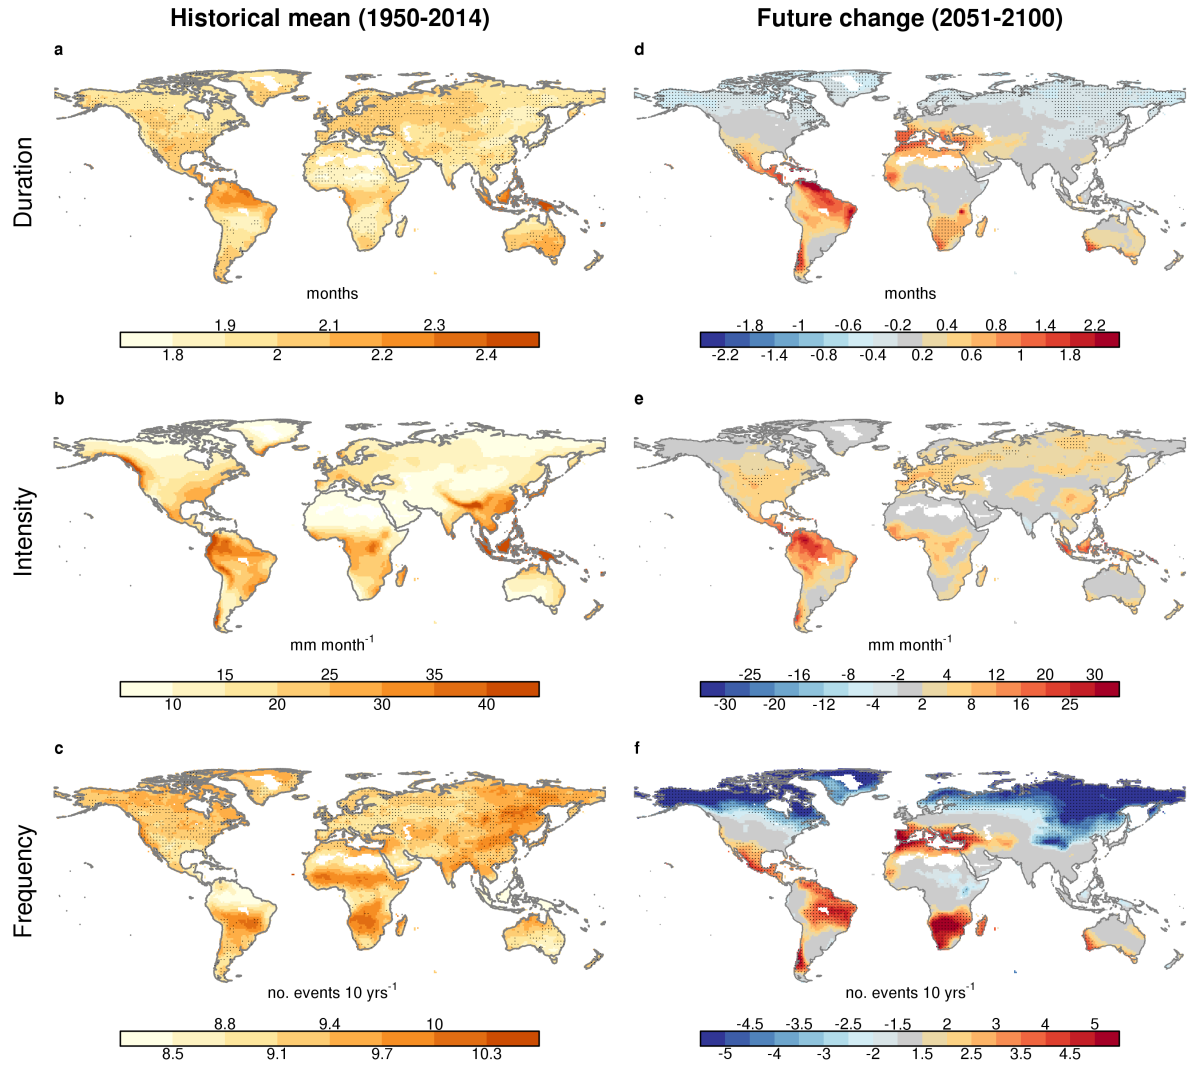 Historical mean (1950-2014)
Future change (2051-2100)
a
d
Duration
months
months
1.9 2.1 2.3
1.8 2 2.2 2.4
-1.8 -1 -0.6 -0.2 0.4 0.8 1.4 2.2
-2.2 -1.4 -0.8 -0.4 0.2 0.6 1 1.8
b
e
Intensity
mm month-1
mm month-1
15 25 35
10 20 30 40
-25 -16 -8 -2 4 12 20 30
-30 -20 -12 -4 2 8 16 25
c
f
Frequency
no. events 10 yrs-1
no. events 10 yrs-1
8.8 9.4 10
8.5 9.1 9.7 10.3
-4.5 -3.5 -2.5 -1.5 2 3 4 5
-5 -4 -3 -2 1.5 2.5 3.5 4.5